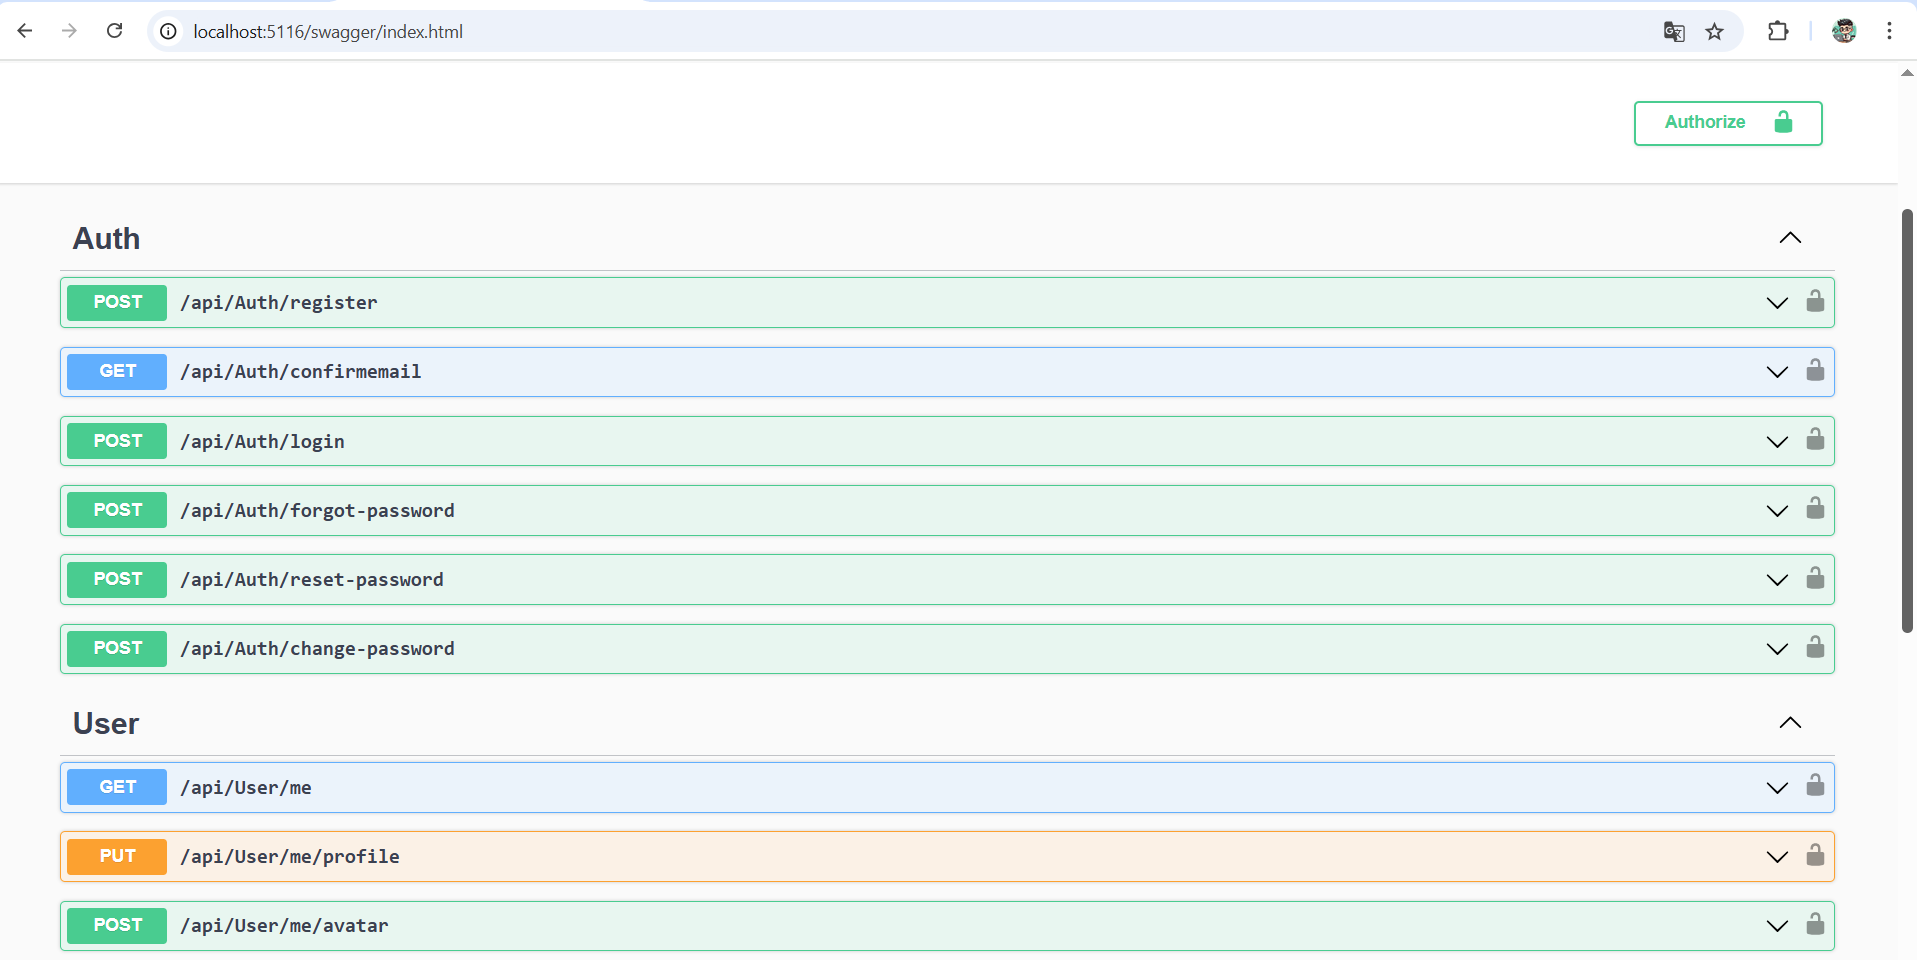 localhost:5116/swagger/index.html
Authorize
Auth
POST /api/Auth/register
GET /api/Auth/confirmemail
POST /api/Auth/login
POST /api/Auth/forgot-password
POST /api/Auth/reset-password
POST /api/Auth/change-password
User
GET /api/User/me
PUT /api/User/me/profile
POST /api/User/me/avatar